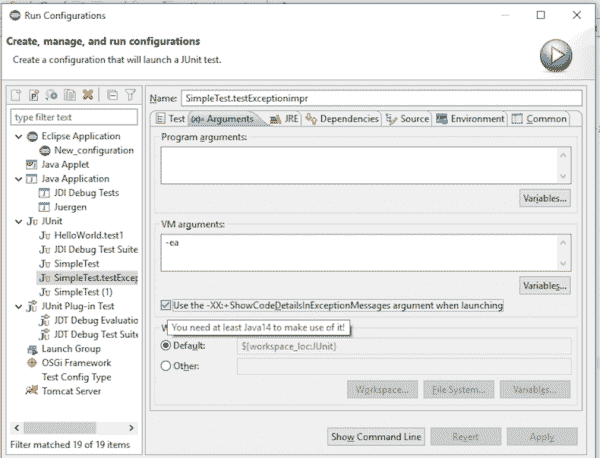 Run Configurations
Create, manage, and run configurations
Create a configuration that will launch a JUnit test.
type filter text
Eclipse Application
New_configuration
Java Applet
Java Application
JDI Debug Tests
Juergen
JUnit
HelloWorld.test1
JDI Debug Test Suite
SimpleTest
SimpleTest.testExcep
SimpleTest (1)
JUnit Plug-in Test
JDT Debug Evaluation
JDT Debug Test Suite
Launch Group
OSGi Framework
Test Config Type
Tomcat Server
Filter matched 19 of 19 items
Name: SimpleTest.testExceptionimpr
Test (x)= Arguments JRE Dependencies Source Environment Common
Program arguments:
Variables...
VM arguments:
-ea
Variables...
Use the -XX:+ShowCodeDetailsInExceptionMessages argument when launching
You need at least Java14 to make use of it!
W
Default: ${workspace_loc:JUnit}
Other:
Workspace... File System... Variables...
Show Command Line Revert Apply